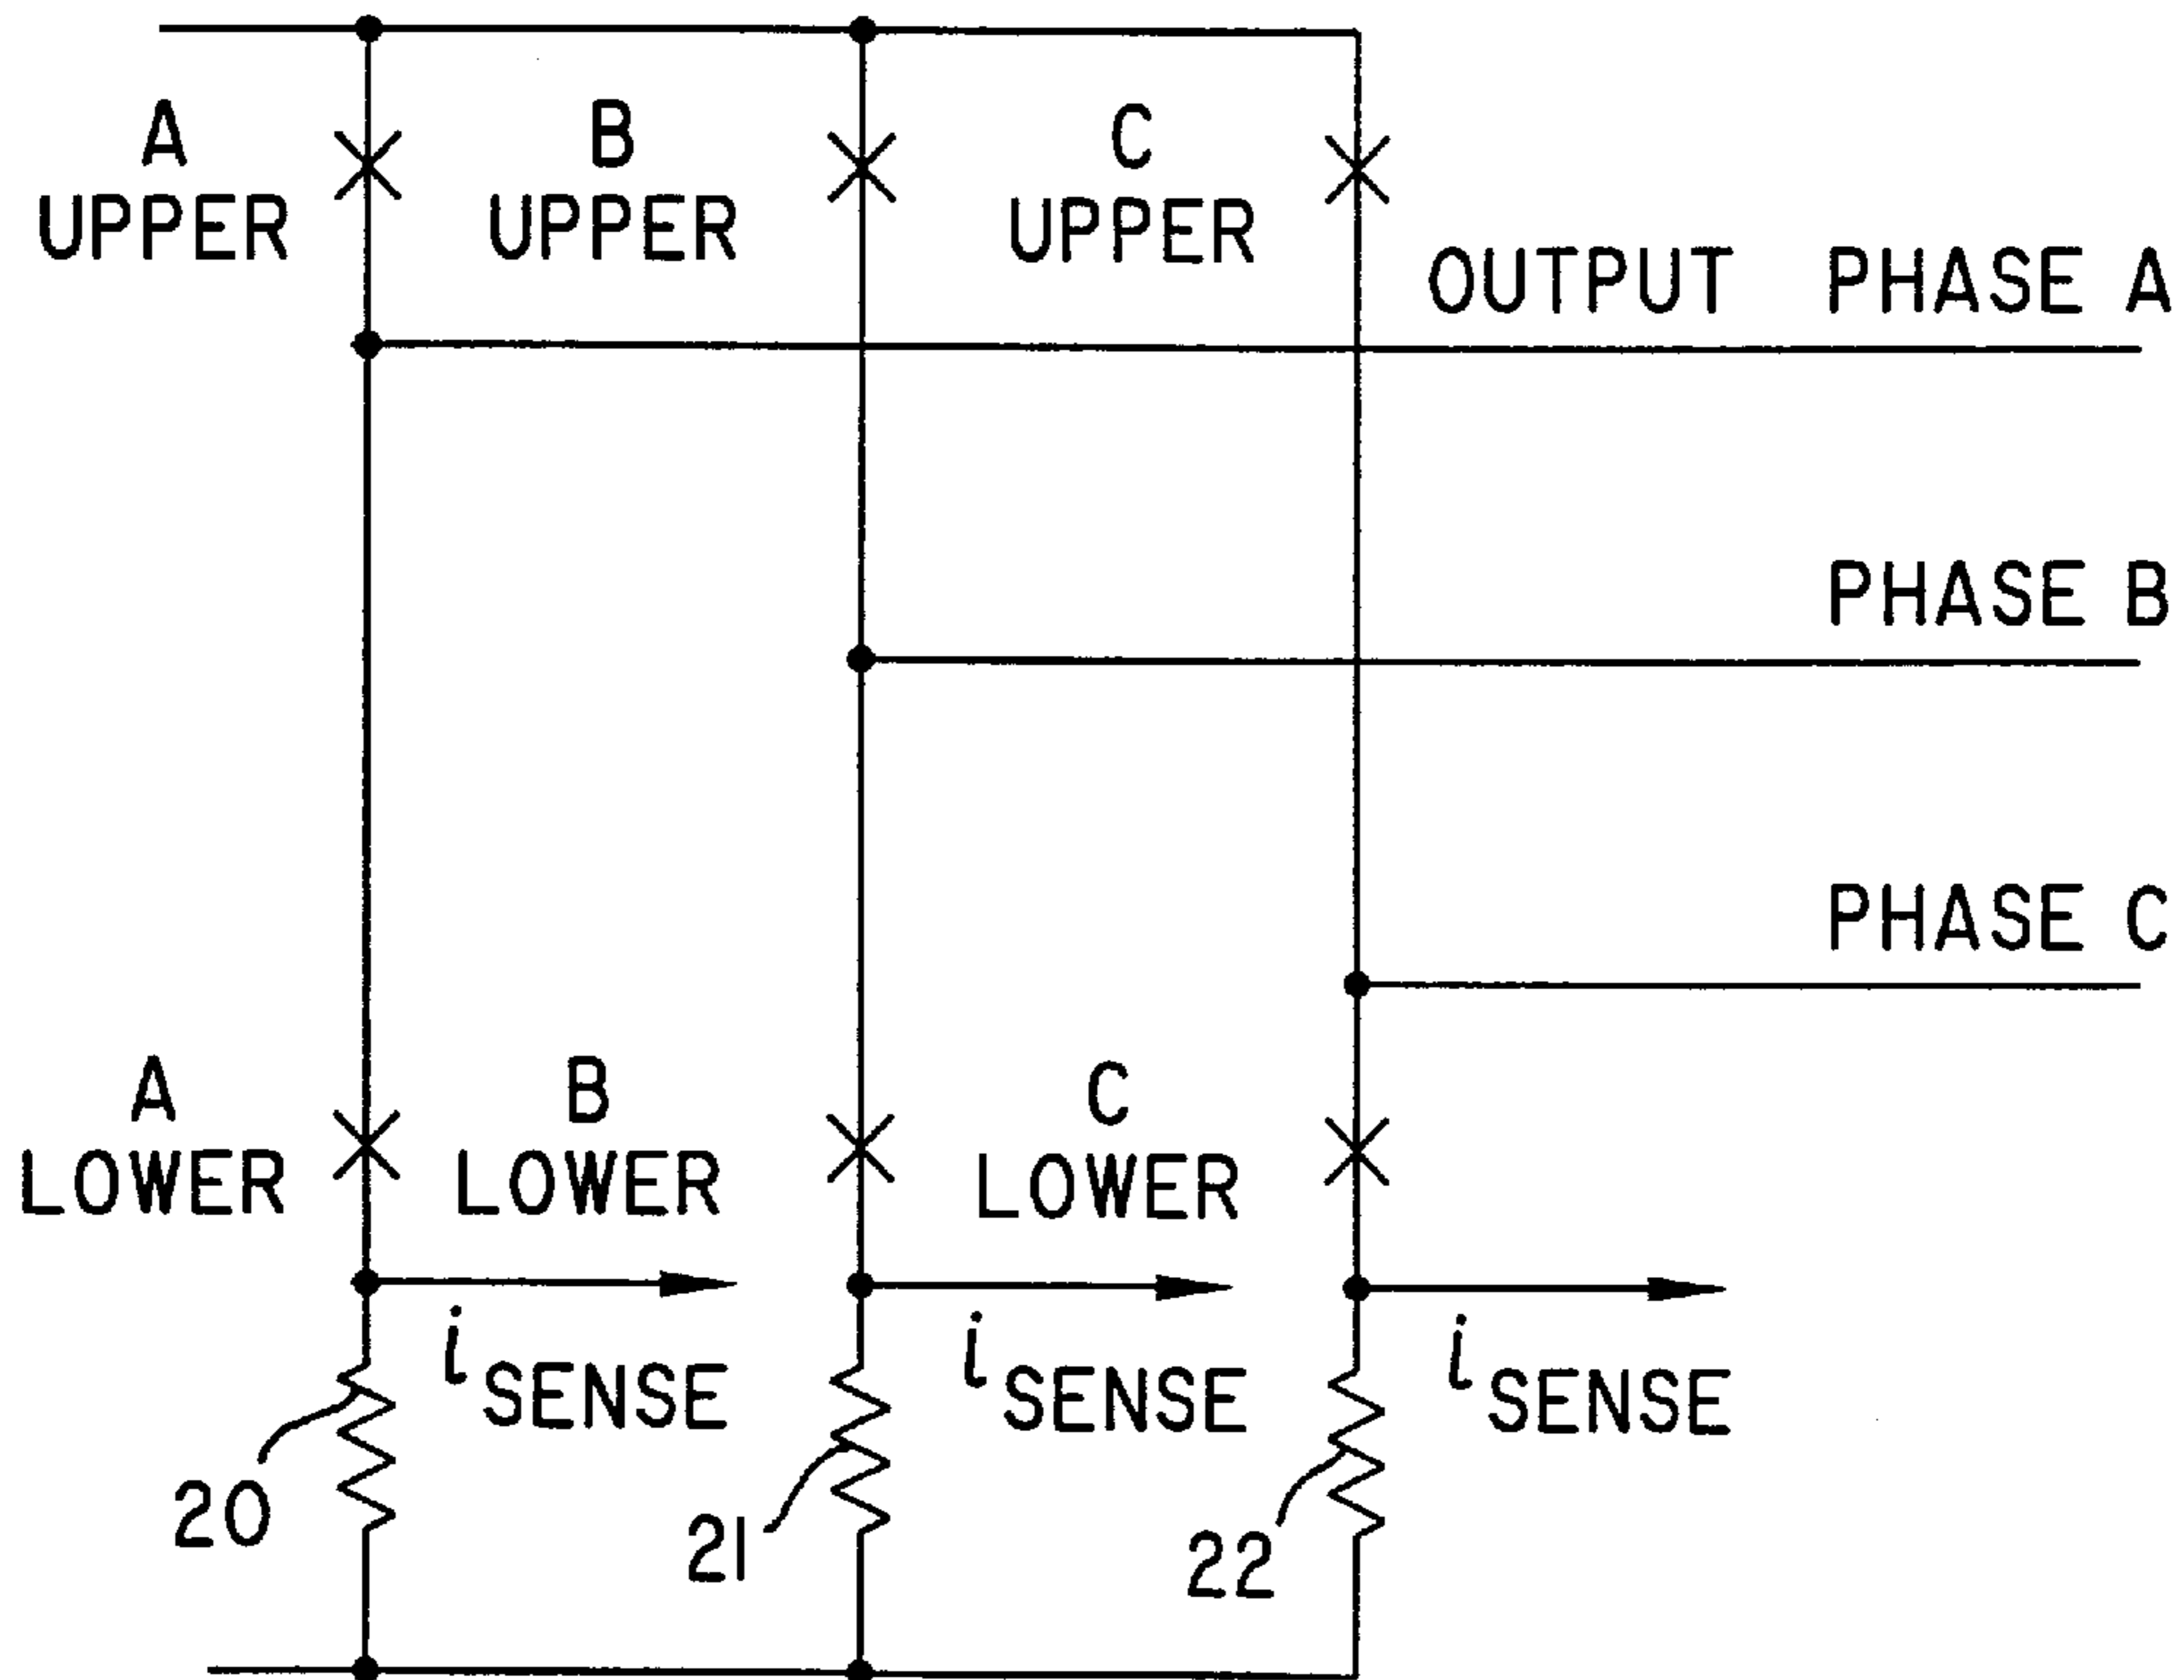 A
UPPER
B
UPPER
C
UPPER
OUTPUT PHASE A
PHASE B
PHASE C
A
LOWER
B
LOWER
C
LOWER
i SENSE
i SENSE
i SENSE
20
21
22